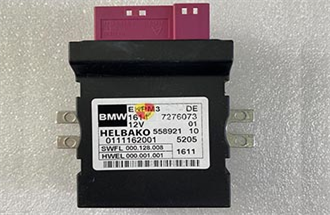 BMW EKPM3 DE
1614 7276073
12V 01
HELBAKO 558921 10
0111162001 5205
SWFL 000.128.008
HWEL 000.001.001 1611